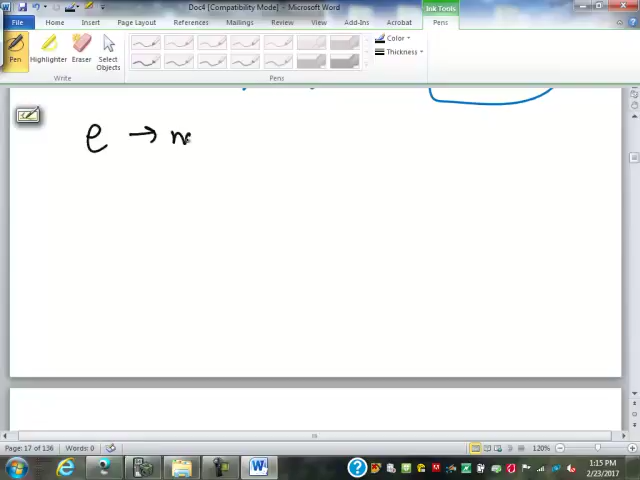 Doc4 [Compatibility Mode] - Microsoft Word
Ink Tools
File Home Insert Page Layout References Mailings Review View Add-Ins Acrobat Pens
Pen Highlighter Eraser Select Objects
Color
Thickness
Write Pens
e → n
Page: 17 of 136 Words: 0 120%
1:15 PM
2/23/2017